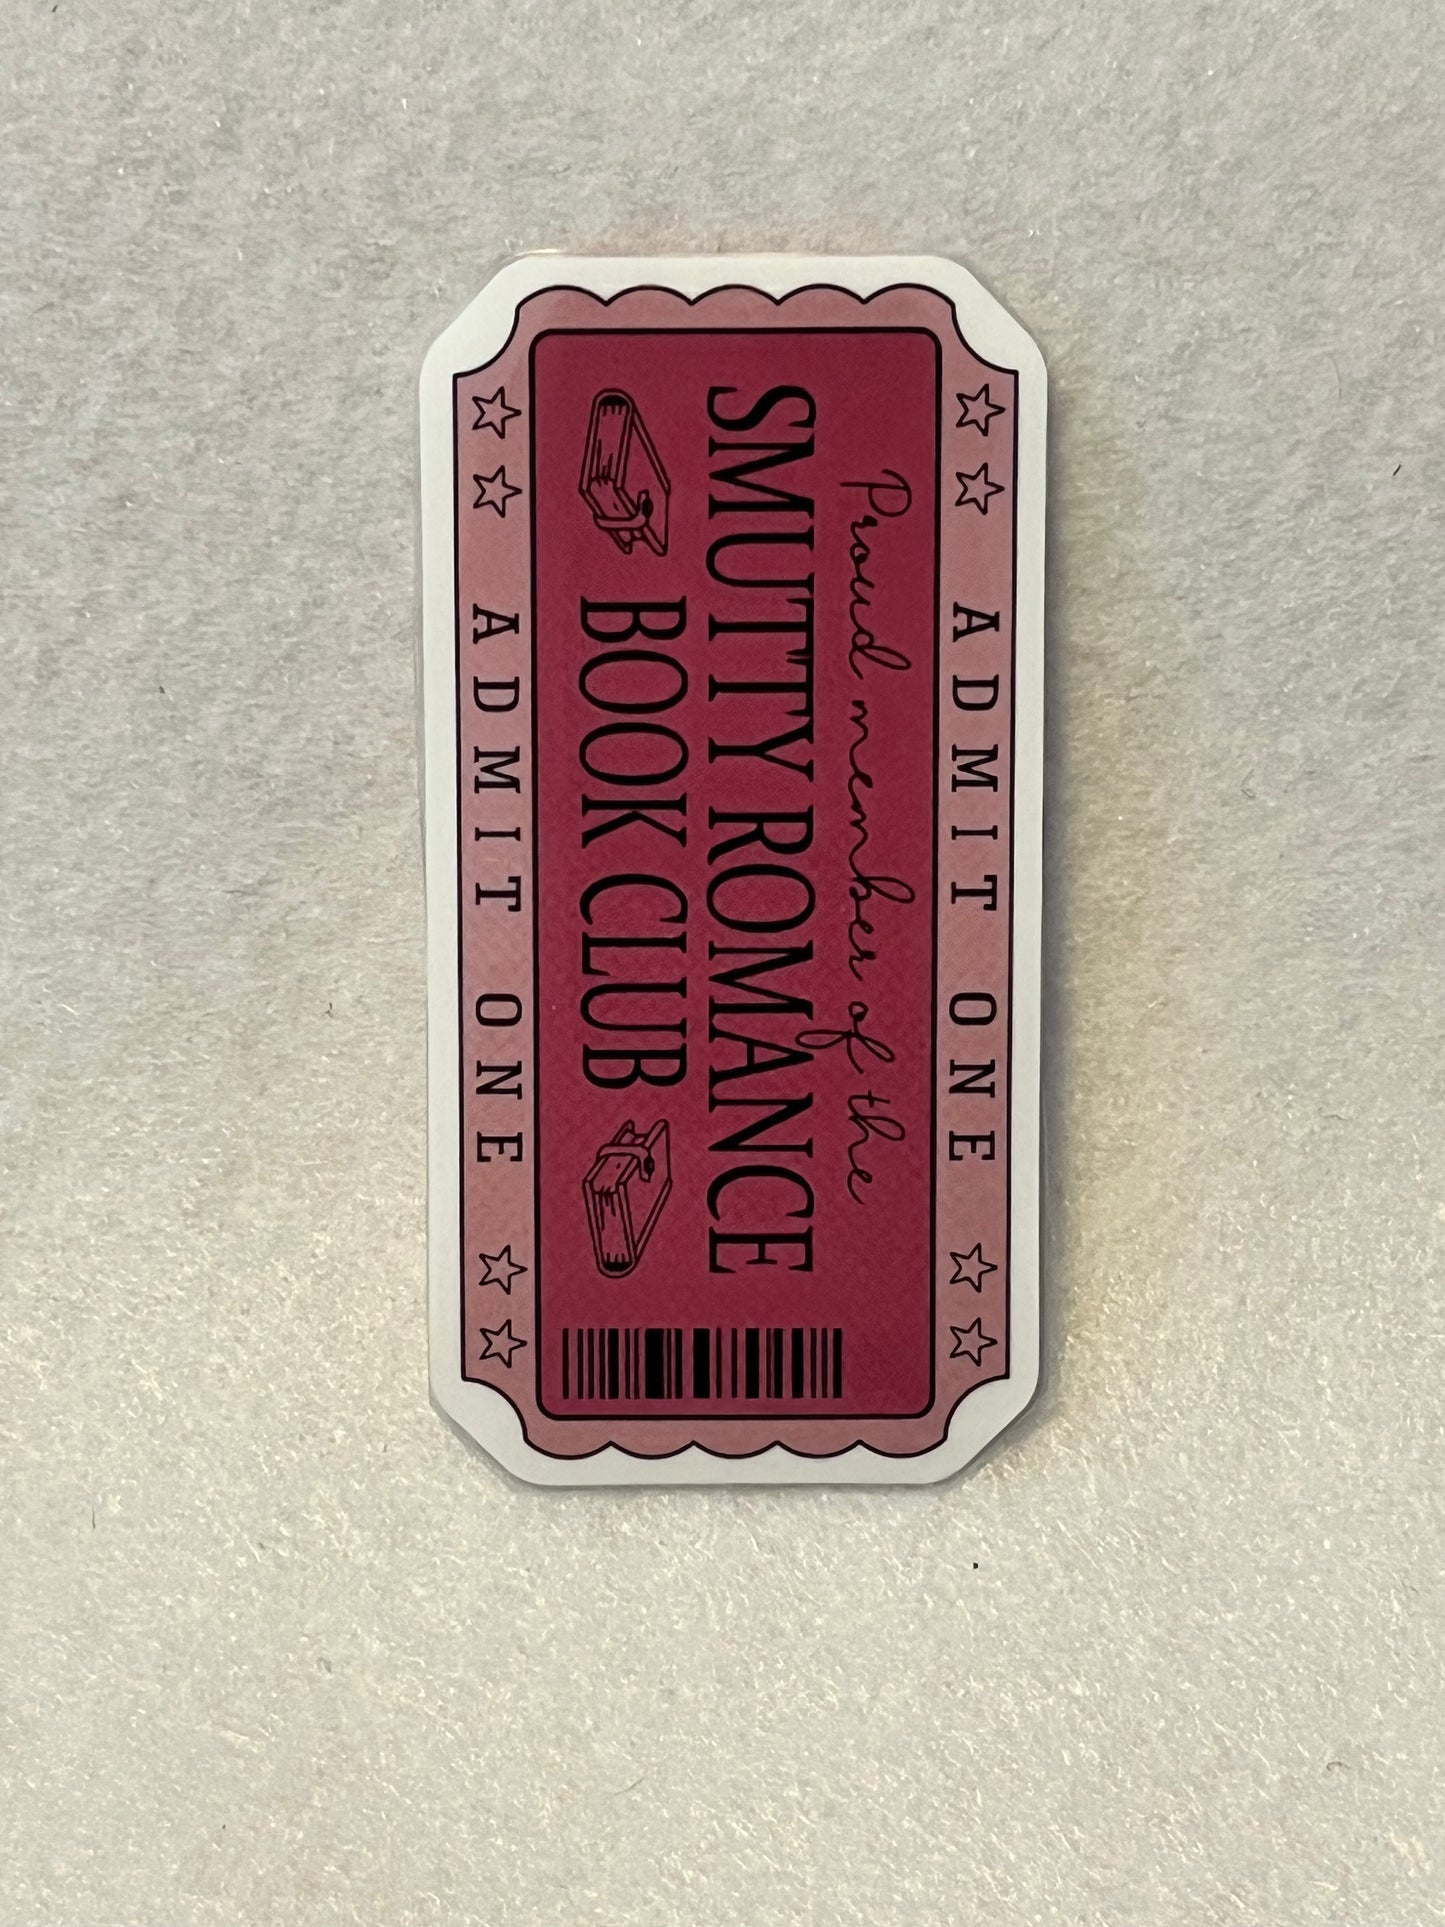 ADMIT ONE
Proud member of the
SMUTTY ROMANCE
BOOK CLUB
ADMIT ONE